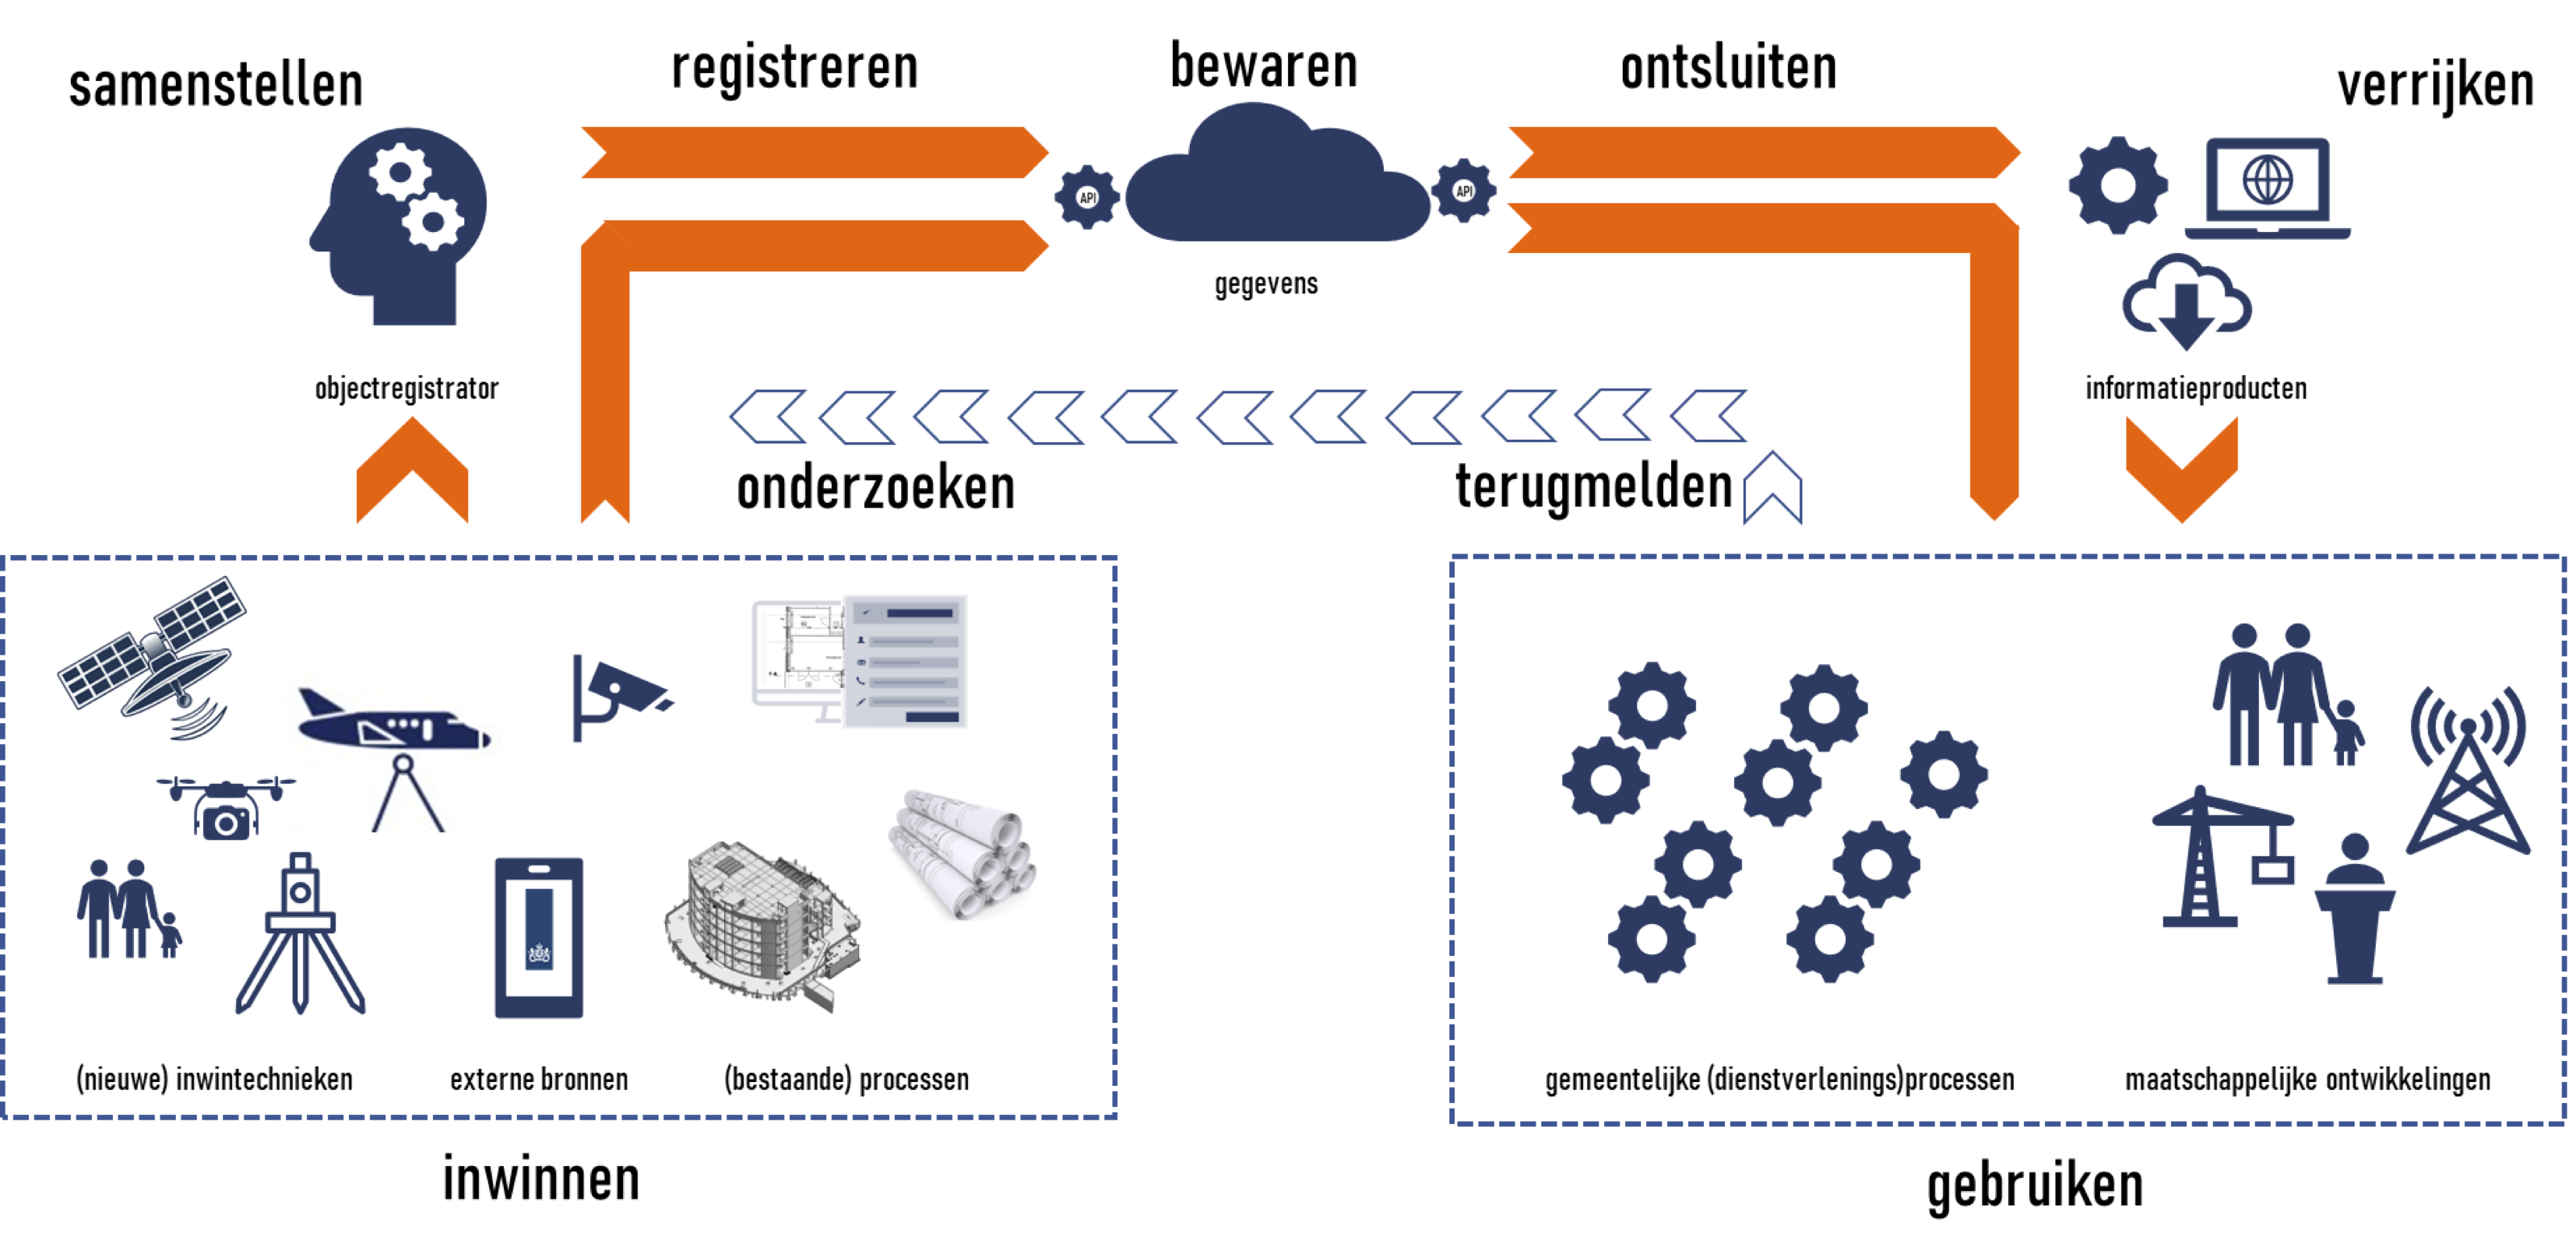 samenstellen
registreren
bewaren
ontsluiten
verrijken
API
API
gegevens
objectregistrator
informatieproducten
onderzoeken
terugmelden
(nieuwe) inwintechnieken
externe bronnen
(bestaande) processen
gemeentelijke (dienstverlenings)processen
maatschappelijke ontwikkelingen
inwinnen
gebruiken